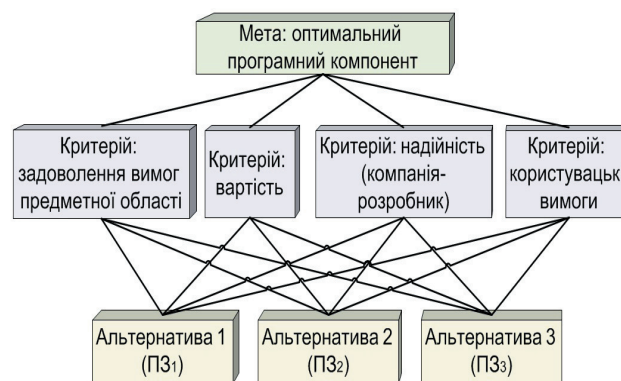 Мета: оптимальний
програмний компонент
Критерій:
задоволення вимог
предметної області
Критерій:
вартість
Критерій: надійність
(компанія-
розробник)
Критерій:
користувацьк
вимоги
Альтернатива 1
(ПЗ1)
Альтернатива 2
(ПЗ2)
Альтернатива 3
(ПЗ3)